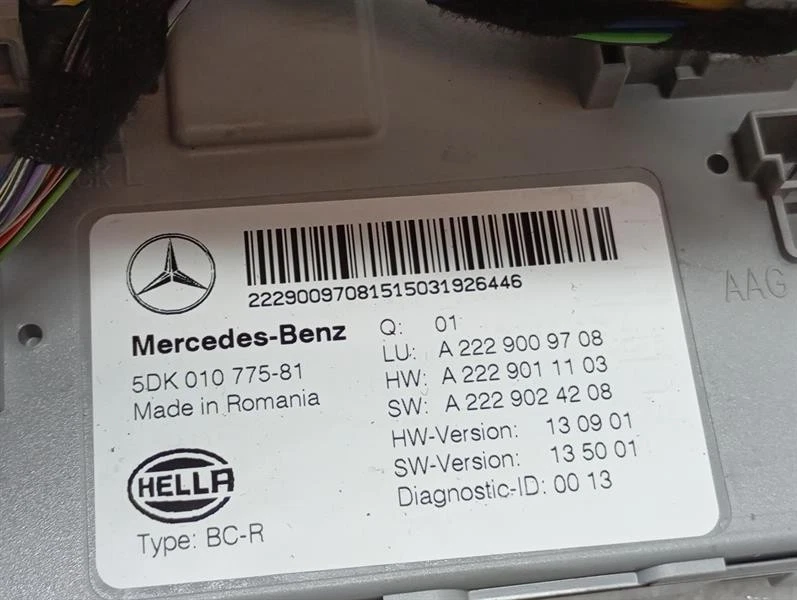 22290097081515031926446
Mercedes-Benz
5DK 010 775-81
Made in Romania
HELLA
Type: BC-R
Q: 01
LU: A 222 900 97 08
HW: A 222 901 11 03
SW: A 222 902 42 08
HW-Version: 13 09 01
SW-Version: 13 50 01
Diagnostic-ID: 00 13
AAG